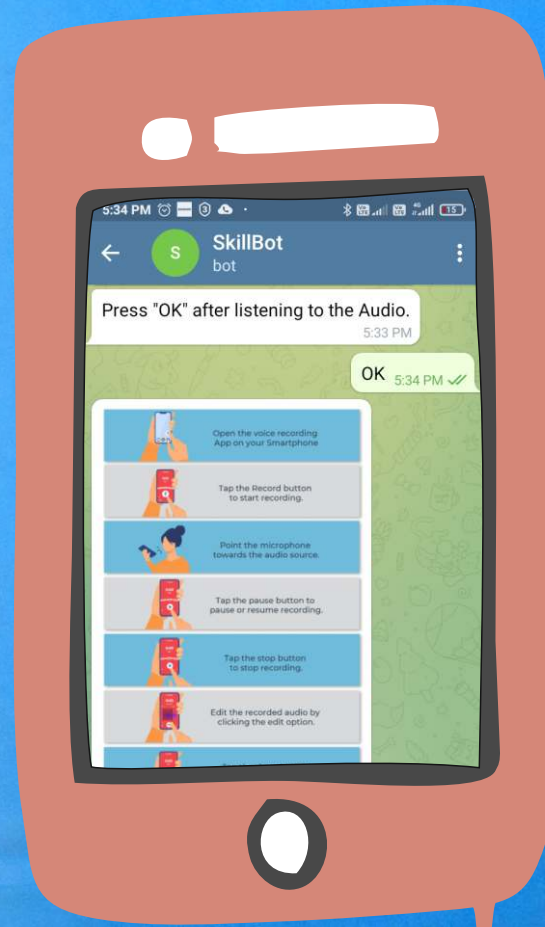 5:34 PM
15
S
SkillBot
bot
Press "OK" after listening to the Audio.
5:33 PM
OK 5:34 PM
Open the voice recording
App on your Smartphone
Tap the Record button
to start recording.
Point the microphone
towards the audio source.
Tap the pause button to
pause or resume recording.
Tap the stop button
to stop recording.
Edit the recorded audio by
clicking the edit option.